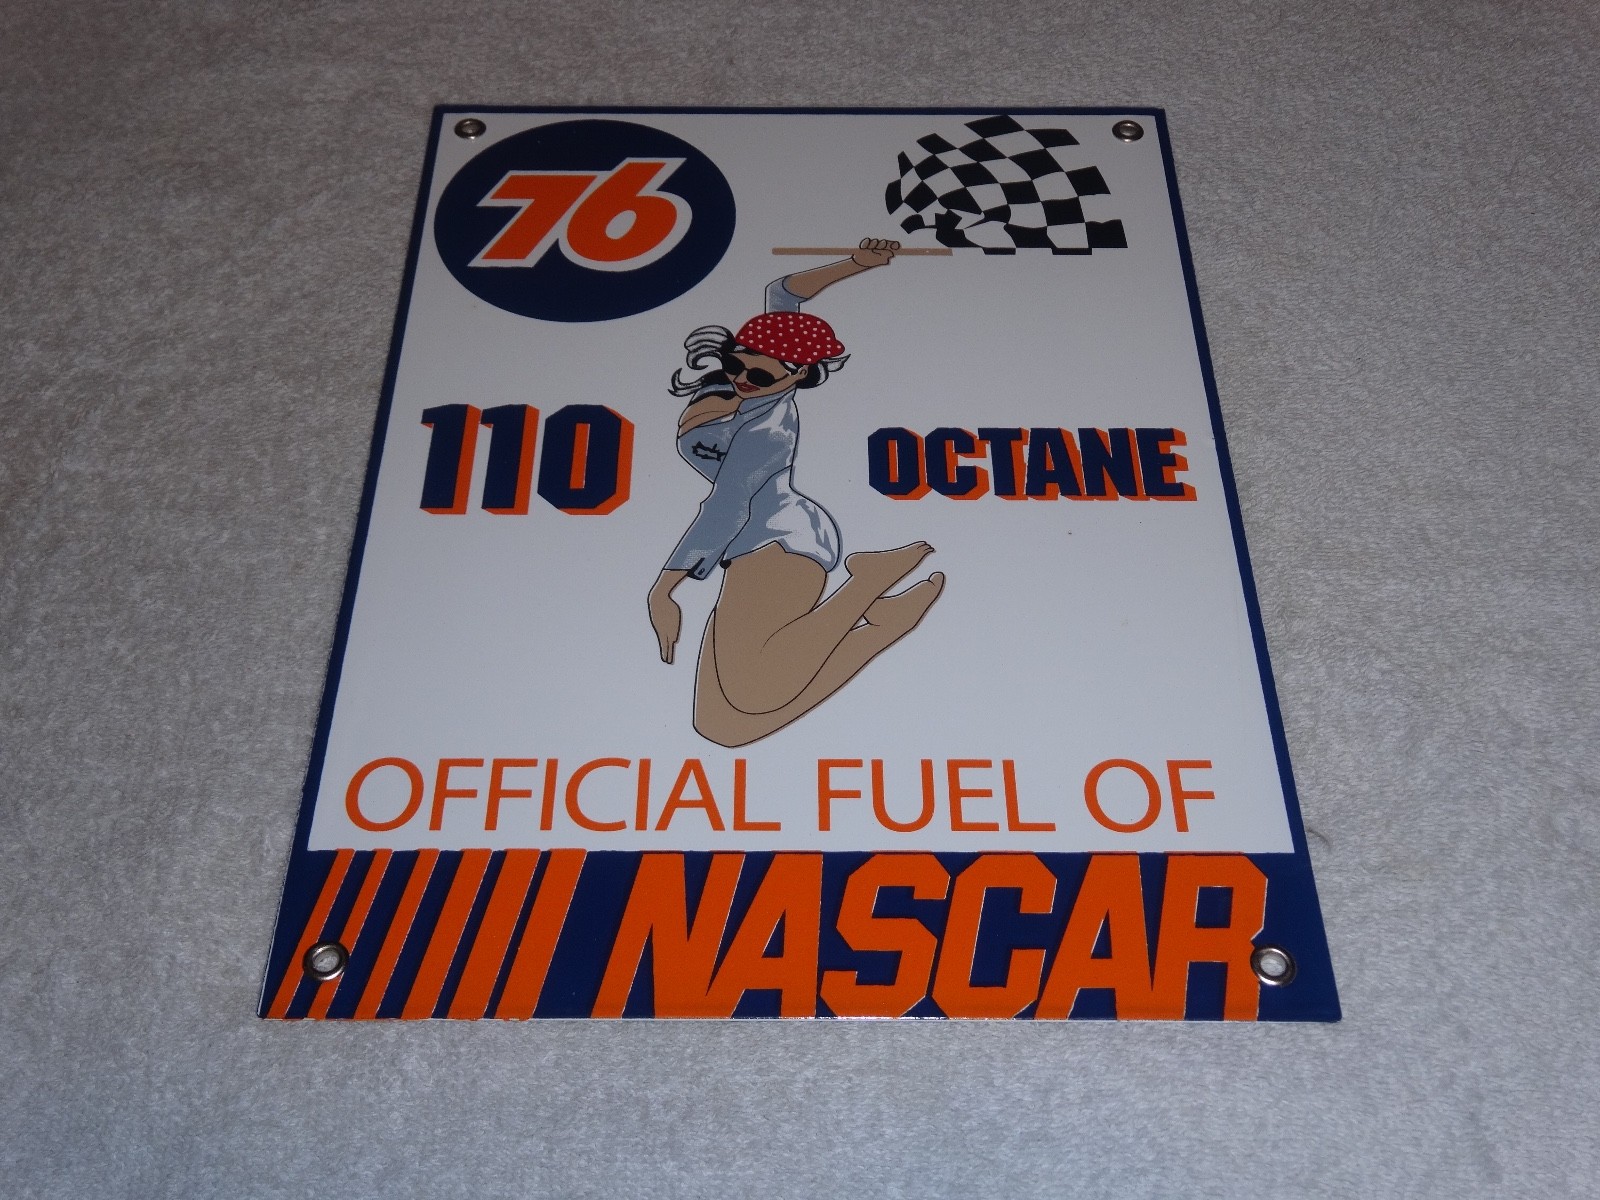 76
110 OCTANE
OFFICIAL FUEL OF
NASCAR